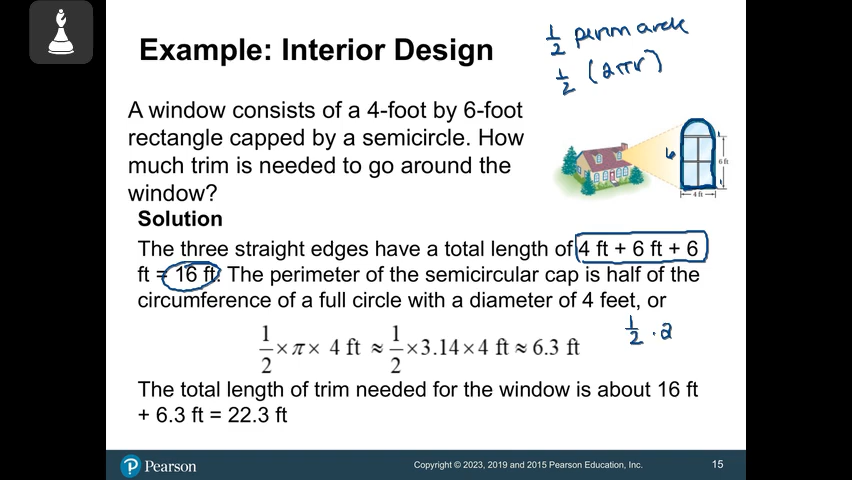 Example: Interior Design
1/2 perim circle
1/2 (2πr)
A window consists of a 4-foot by 6-foot
rectangle capped by a semicircle. How
much trim is needed to go around the
window?
6
6 ft
4 ft
Solution
The three straight edges have a total length of 4 ft + 6 ft + 6
ft = 16 ft. The perimeter of the semicircular cap is half of the
circumference of a full circle with a diameter of 4 feet, or
1/2 · 2
1/2 × π × 4 ft ≈ 1/2 × 3.14 × 4 ft ≈ 6.3 ft
The total length of trim needed for the window is about 16 ft
+ 6.3 ft = 22.3 ft
Pearson
Copyright © 2023, 2019 and 2015 Pearson Education, Inc.
15